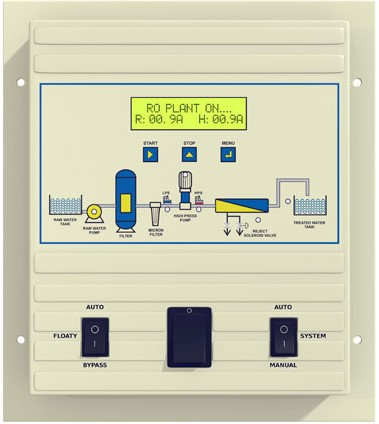 RO PLANT ON....
R: 00. 9A H: 00.9A
START STOP MENU
LPS HPS
RAW WATER
TANK
RAW WATER
PUMP
FILTER
MICRON
FILTER
HIGH PRESS
PUMP
REJECT
SOLENOID VALVE
TREATED WATER
TANK
AUTO
FLOATY
BYPASS
AUTO
SYSTEM
MANUAL